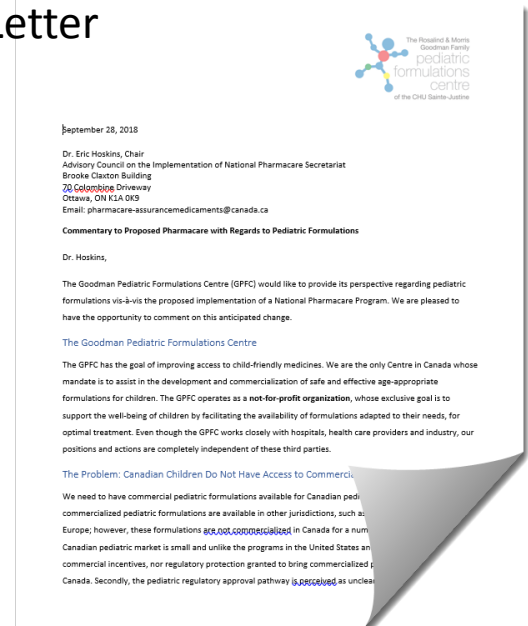 Letter
The Rosalind & Morris
Goodman Family
pediatric
formulations
centre
of the CHU Sainte-Justine
September 28, 2018
Dr. Eric Hoskins, Chair
Advisory Council on the Implementation of National Pharmacare Secretariat
Brooke Claxton Building
70 Colombine Driveway
Ottawa, ON K1A 0K9
Email: pharmacare-assurancemedicaments@canada.ca
Commentary to Proposed Pharmacare with Regards to Pediatric Formulations
Dr. Hoskins,
The Goodman Pediatric Formulations Centre (GPFC) would like to provide its perspective regarding pediatric
formulations vis-à-vis the proposed implementation of a National Pharmacare Program. We are pleased to
have the opportunity to comment on this anticipated change.
The Goodman Pediatric Formulations Centre
The GPFC has the goal of improving access to child-friendly medicines. We are the only Centre in Canada whose
mandate is to assist in the development and commercialization of safe and effective age-appropriate
formulations for children. The GPFC operates as a not-for-profit organization, whose exclusive goal is to
support the well-being of children by facilitating the availability of formulations adapted to their needs, for
optimal treatment. Even though the GPFC works closely with hospitals, health care providers and industry, our
positions and actions are completely independent of these third parties.
The Problem: Canadian Children Do Not Have Access to Commercia
We need to have commercial pediatric formulations available for Canadian pedi
commercialized pediatric formulations are available in other jurisdictions, such as
Europe; however, these formulations are not commercialized in Canada for a num
Canadian pediatric market is small and unlike the programs in the United States an
commercial incentives, nor regulatory protection granted to bring commercialized p
Canada. Secondly, the pediatric regulatory approval pathway is perceived as unclea